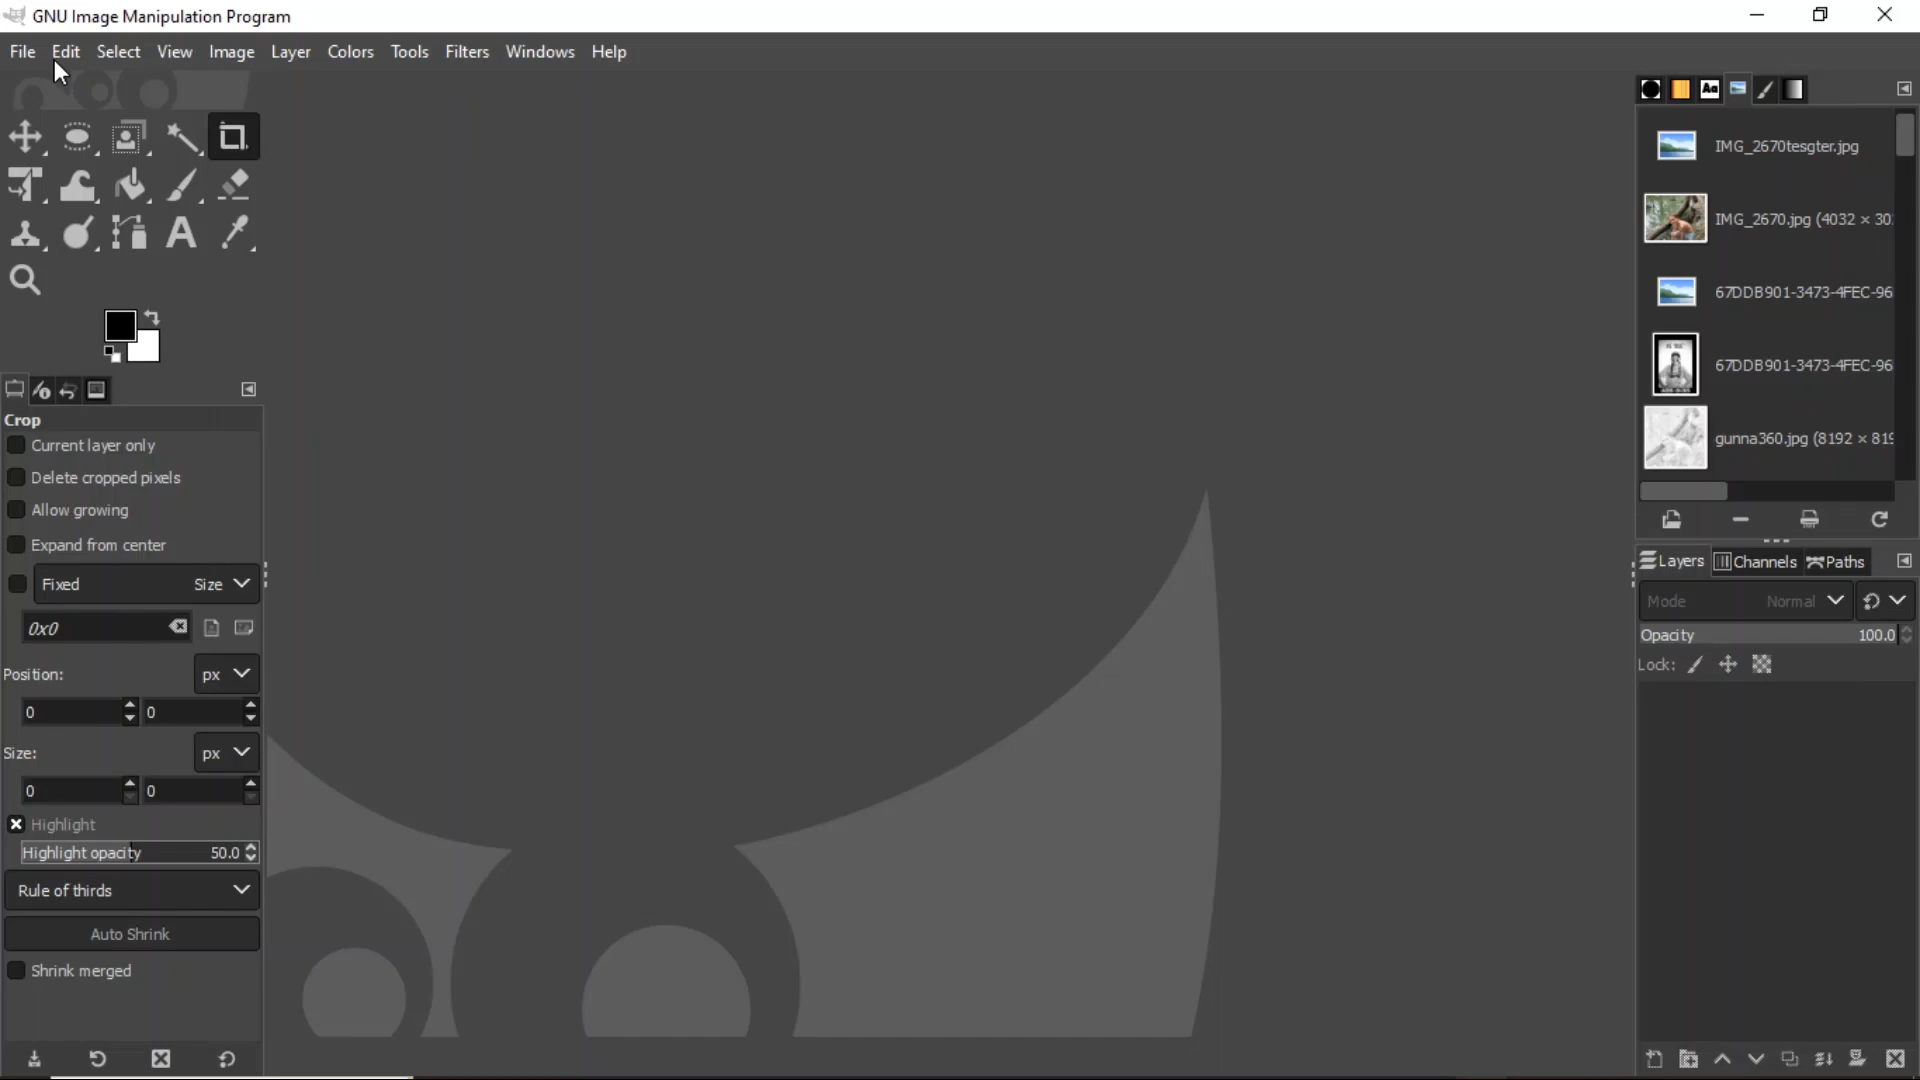 GNU Image Manipulation Program
File Edit Select View Image Layer Colors Tools Filters Windows Help
Crop
Current layer only
Delete cropped pixels
Allow growing
Expand from center
Fixed Size
0x0
Position: px
0 0
Size: px
0 0
Highlight
Highlight opacity 50.0
Rule of thirds
Auto Shrink
Shrink merged
Aa
IMG_2670tesgter.jpg
IMG_2670.jpg (4032 × 30
67DDB901-3473-4FEC-96
67DDB901-3473-4FEC-96
gunna360.jpg (8192 × 819
Layers Channels Paths
Mode Normal
Opacity 100.0
Lock: